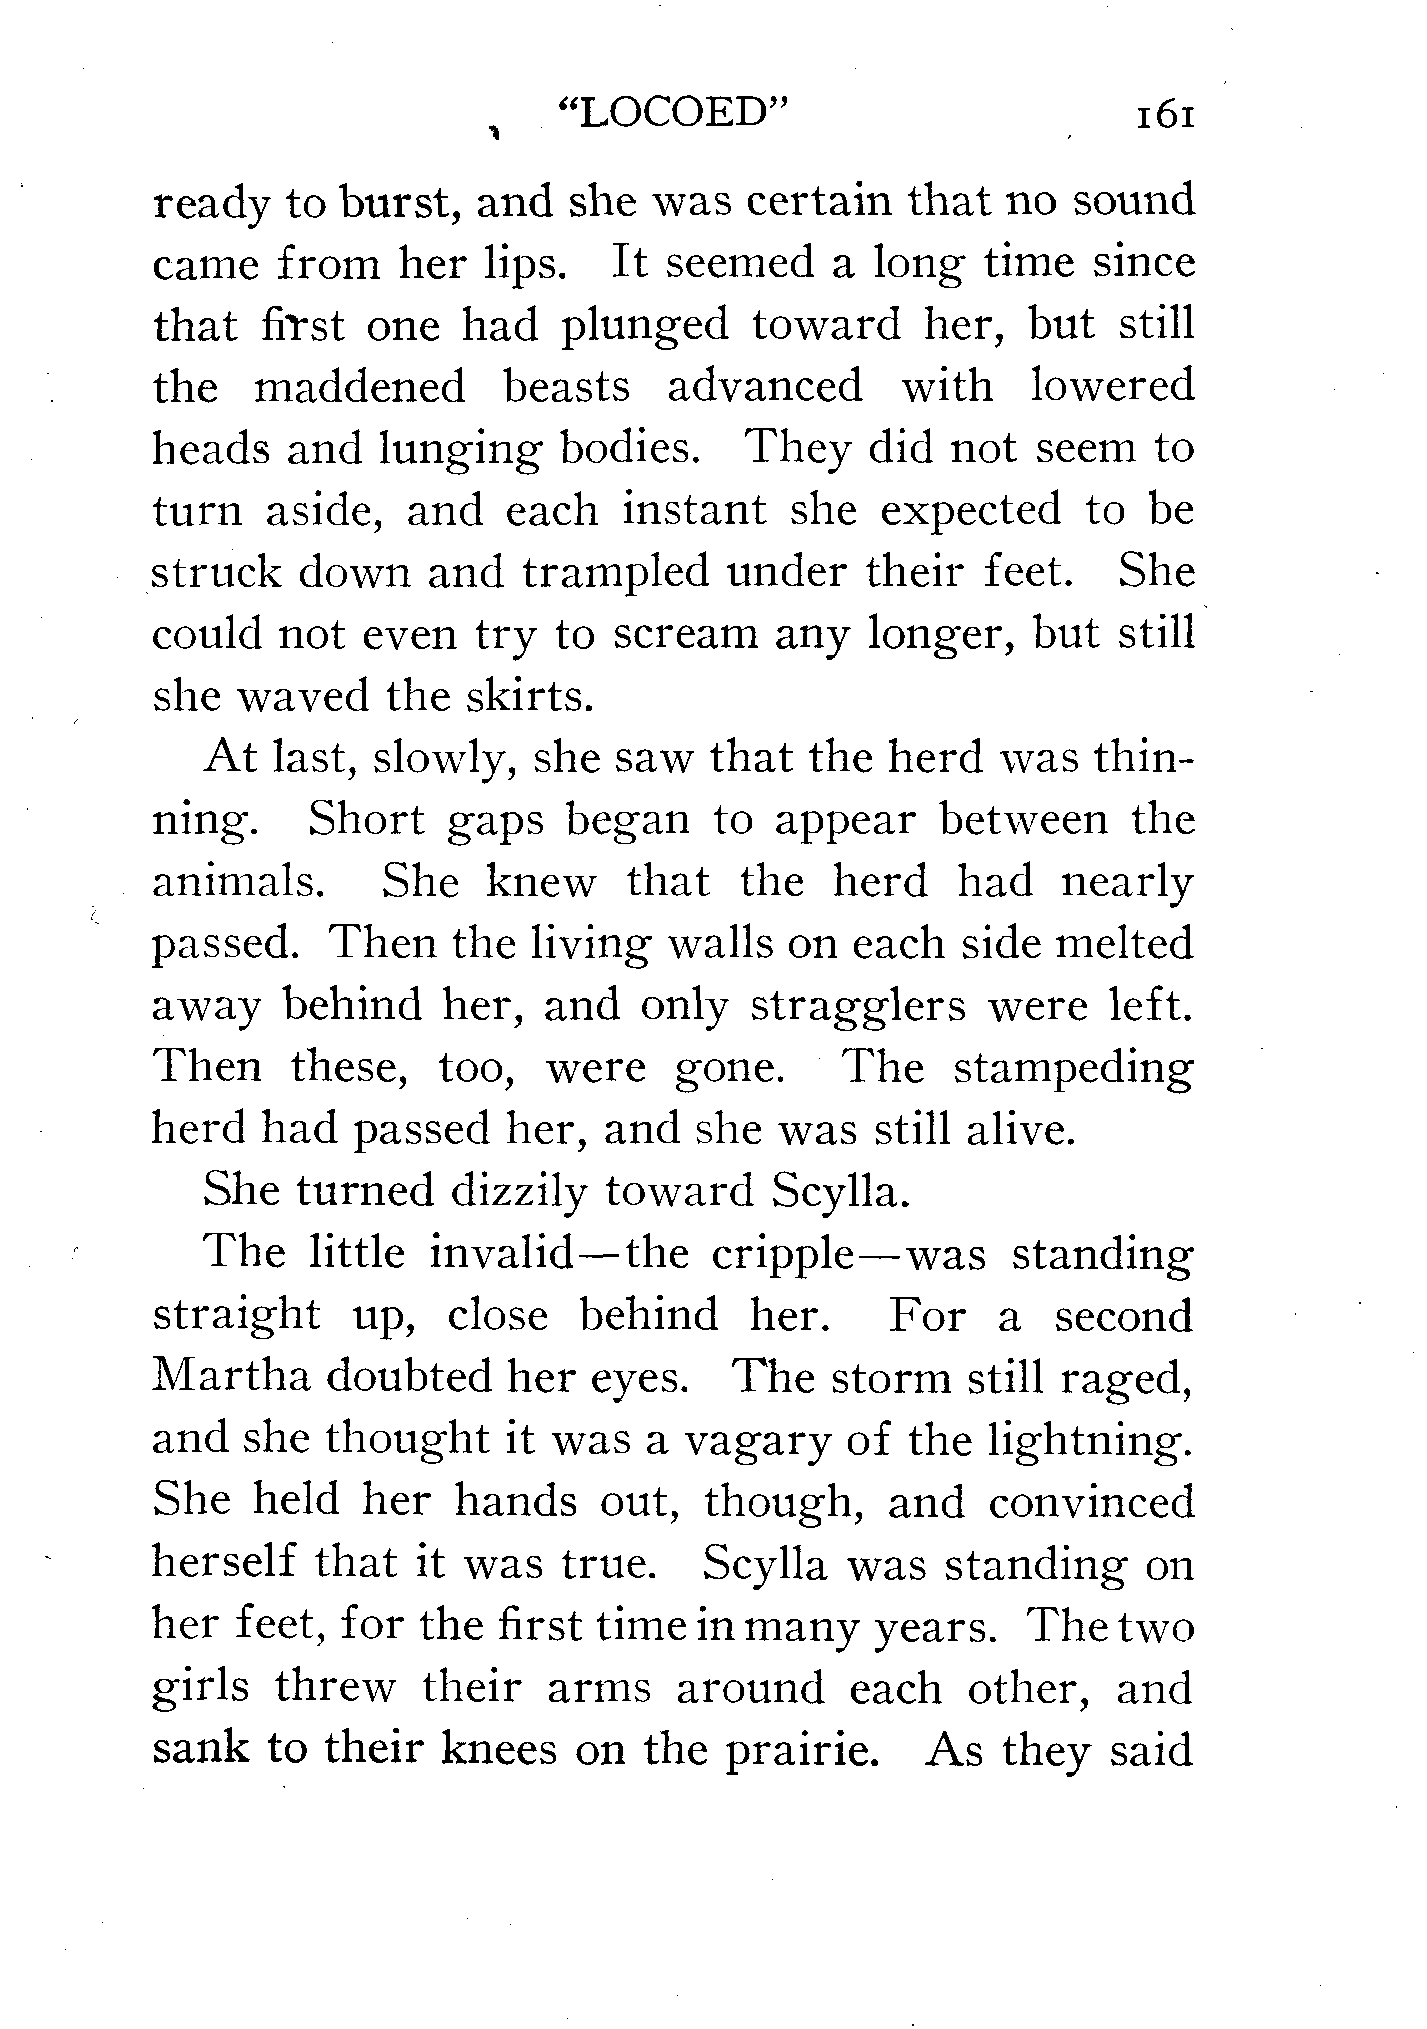 "LOCOED" 161
ready to burst, and she was certain that no sound
came from her lips. It seemed a long time since
that first one had plunged toward her, but still
the maddened beasts advanced with lowered
heads and lunging bodies. They did not seem to
turn aside, and each instant she expected to be
struck down and trampled under their feet. She
could not even try to scream any longer, but still
she waved the skirts.
At last, slowly, she saw that the herd was thin-
ning. Short gaps began to appear between the
animals. She knew that the herd had nearly
passed. Then the living walls on each side melted
away behind her, and only stragglers were left.
Then these, too, were gone. The stampeding
herd had passed her, and she was still alive.
She turned dizzily toward Scylla.
The little invalid—the cripple—was standing
straight up, close behind her. For a second
Martha doubted her eyes. The storm still raged,
and she thought it was a vagary of the lightning.
She held her hands out, though, and convinced
herself that it was true. Scylla was standing on
her feet, for the first time in many years. The two
girls threw their arms around each other, and
sank to their knees on the prairie. As they said